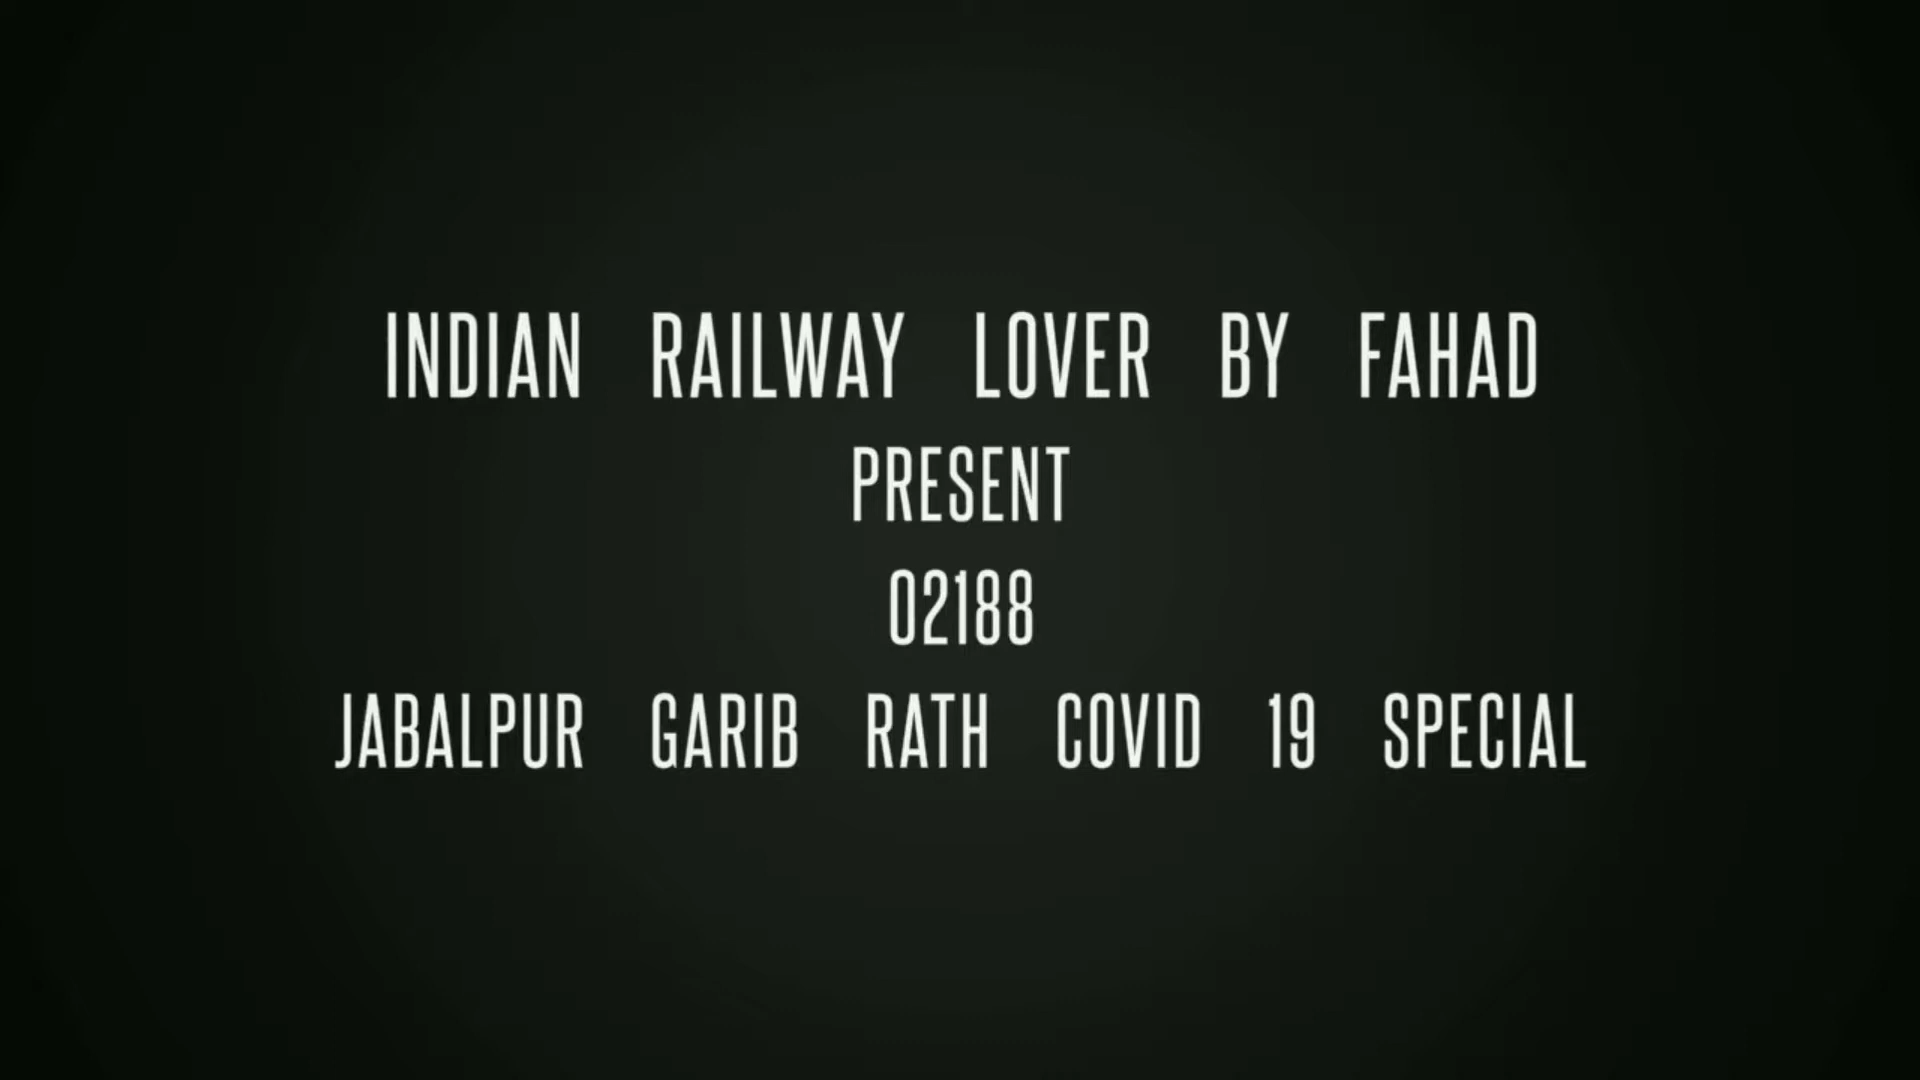 INDIAN RAILWAY LOVER BY FAHAD
PRESENT
02188
JABALPUR GARIB RATH COVID 19 SPECIAL